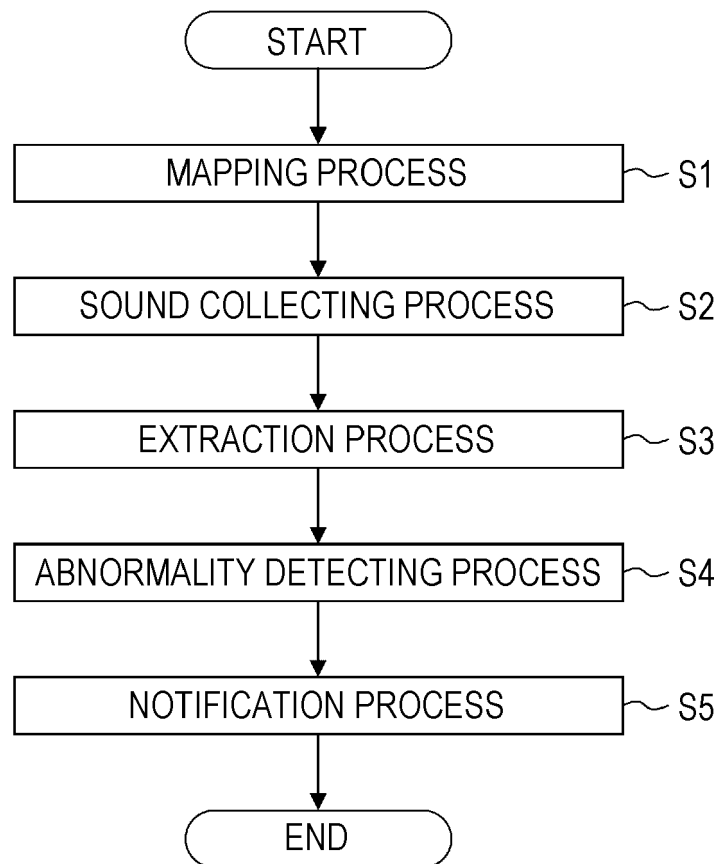 START
MAPPING PROCESS S1
SOUND COLLECTING PROCESS S2
EXTRACTION PROCESS S3
ABNORMALITY DETECTING PROCESS S4
NOTIFICATION PROCESS S5
END